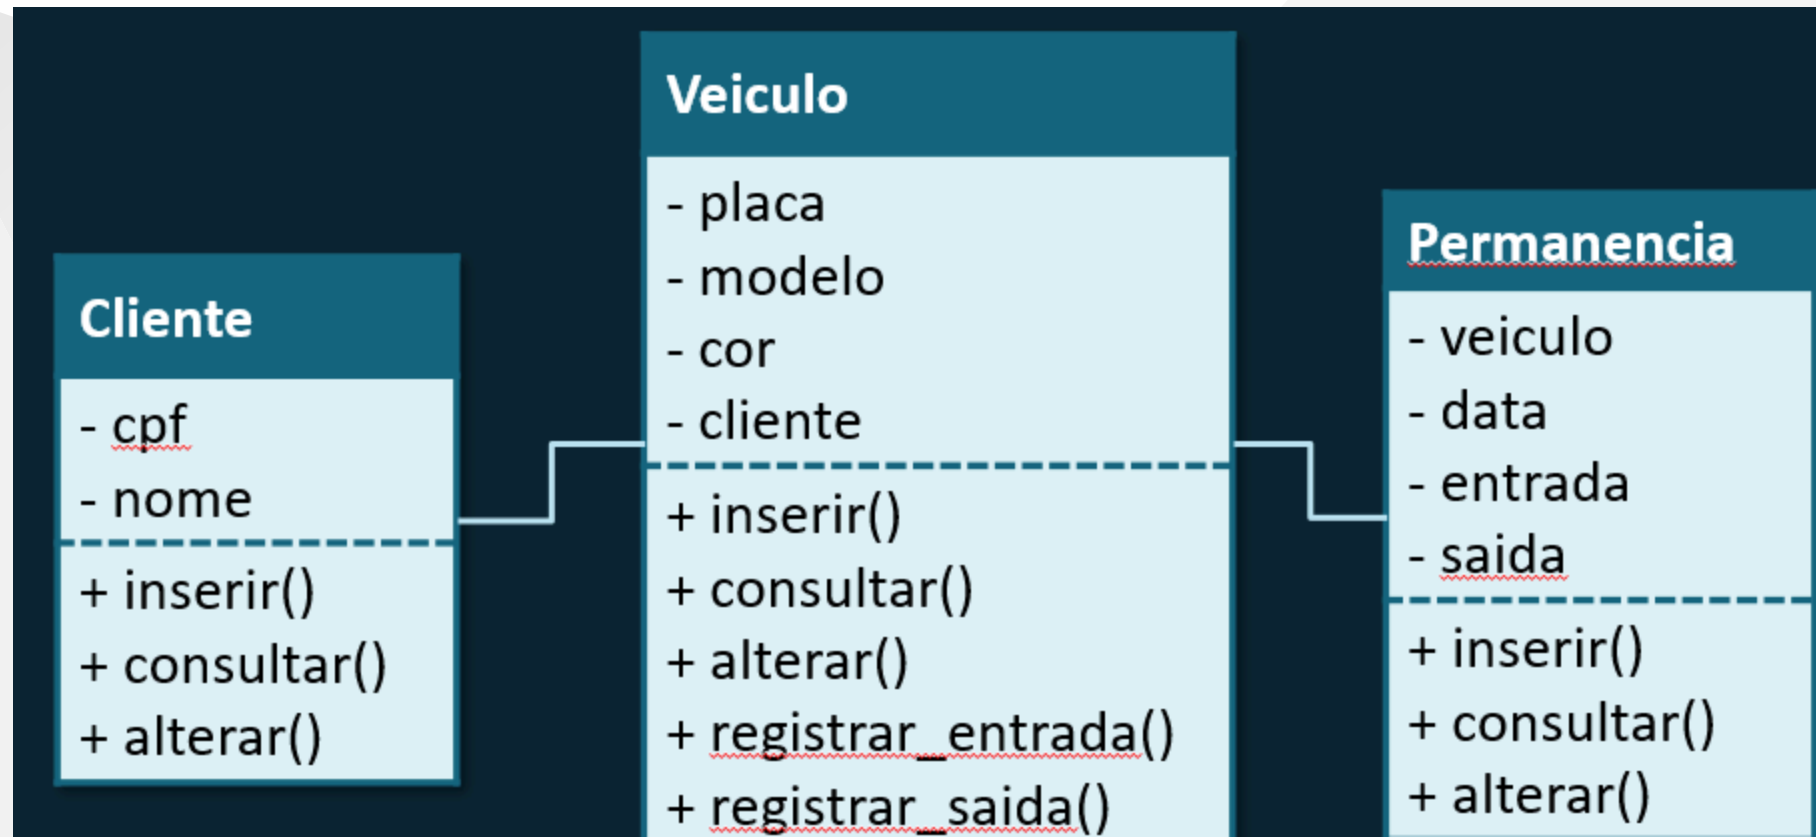 Cliente
- cpf
- nome
+ inserir()
+ consultar()
+ alterar()
Veiculo
- placa
- modelo
- cor
- cliente
+ inserir()
+ consultar()
+ alterar()
+ registrar_entrada()
+ registrar_saida()
Permanencia
- veiculo
- data
- entrada
- saida
+ inserir()
+ consultar()
+ alterar()